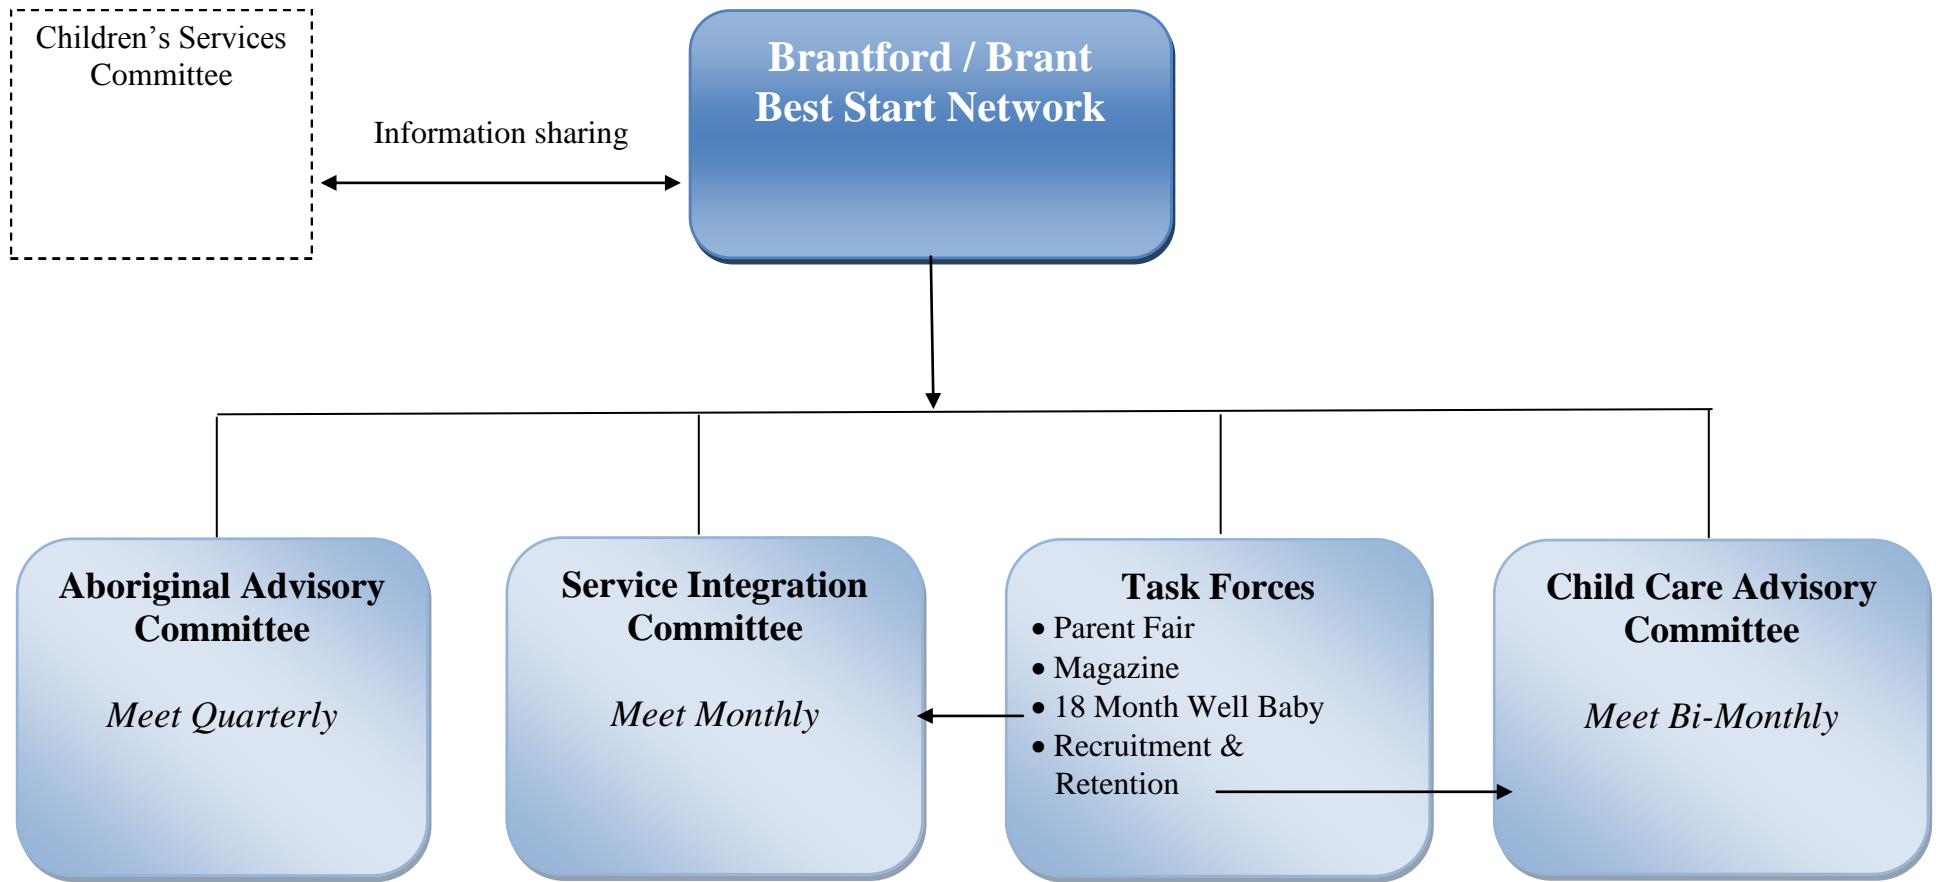 Children’s Services
Committee
Information sharing
Brantford / Brant
Best Start Network
Aboriginal Advisory
Committee
Meet Quarterly
Service Integration
Committee
Meet Monthly
Task Forces
• Parent Fair
• Magazine
• 18 Month Well Baby
• Recruitment &
Retention
Child Care Advisory
Committee
Meet Bi-Monthly